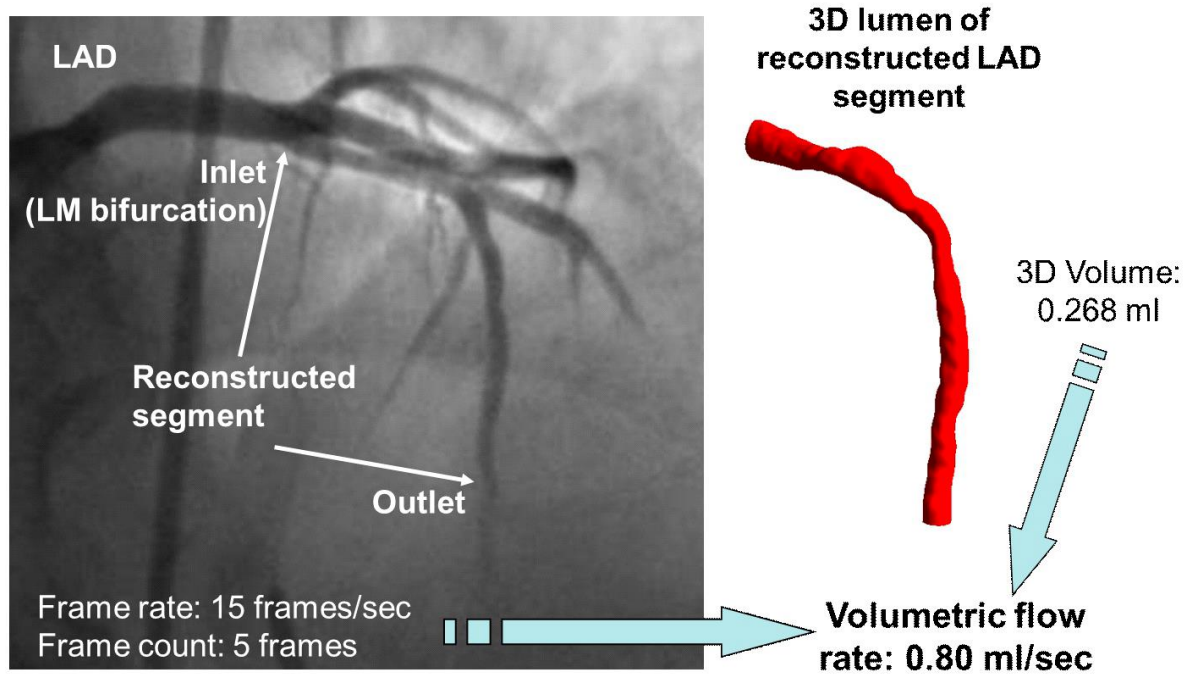 LAD
Inlet
(LM bifurcation)
Reconstructed
segment
Outlet
Frame rate: 15 frames/sec
Frame count: 5 frames
3D lumen of
reconstructed LAD
segment
3D Volume:
0.268 ml
Volumetric flow
rate: 0.80 ml/sec